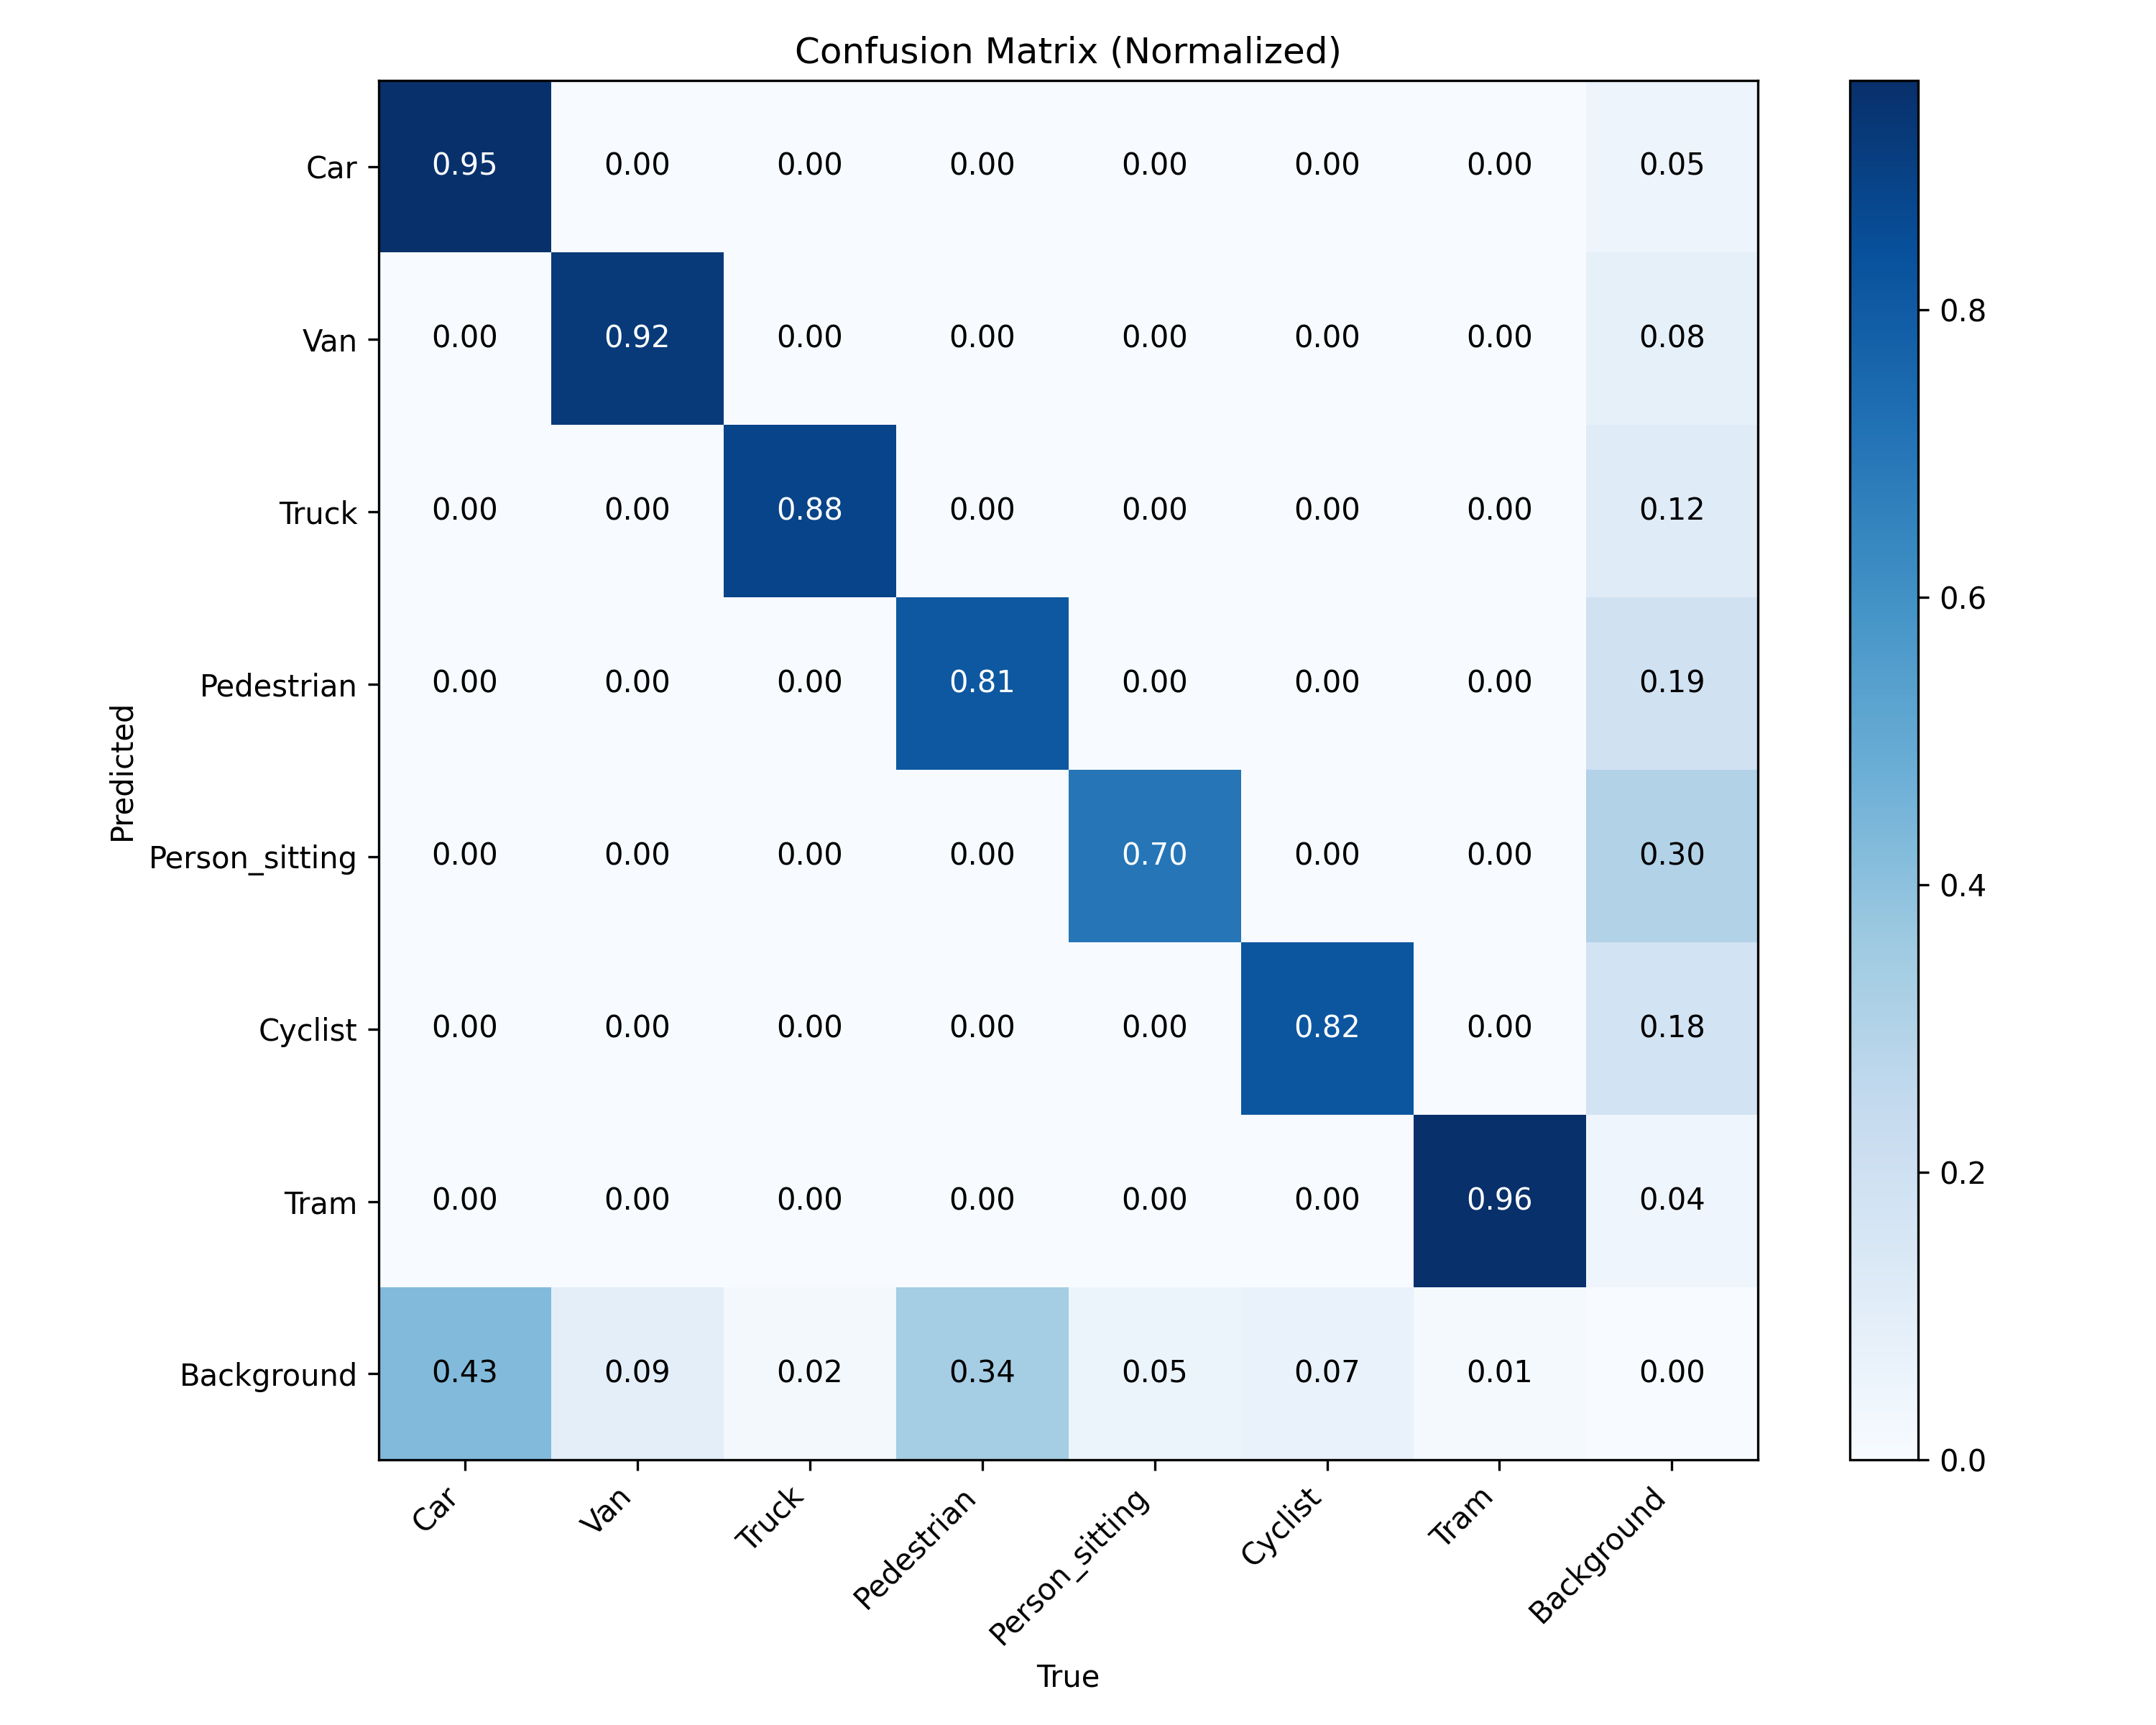 Confusion Matrix (Normalized)
Predicted
Car 0.95 0.00 0.00 0.00 0.00 0.00 0.00 0.05
Van 0.00 0.92 0.00 0.00 0.00 0.00 0.00 0.08
Truck 0.00 0.00 0.88 0.00 0.00 0.00 0.00 0.12
Pedestrian 0.00 0.00 0.00 0.81 0.00 0.00 0.00 0.19
Person_sitting 0.00 0.00 0.00 0.00 0.70 0.00 0.00 0.30
Cyclist 0.00 0.00 0.00 0.00 0.00 0.82 0.00 0.18
Tram 0.00 0.00 0.00 0.00 0.00 0.00 0.96 0.04
Background 0.43 0.09 0.02 0.34 0.05 0.07 0.01 0.00
Car Van Truck Pedestrian Person_sitting Cyclist Tram Background
True
0.8
0.6
0.4
0.2
0.0